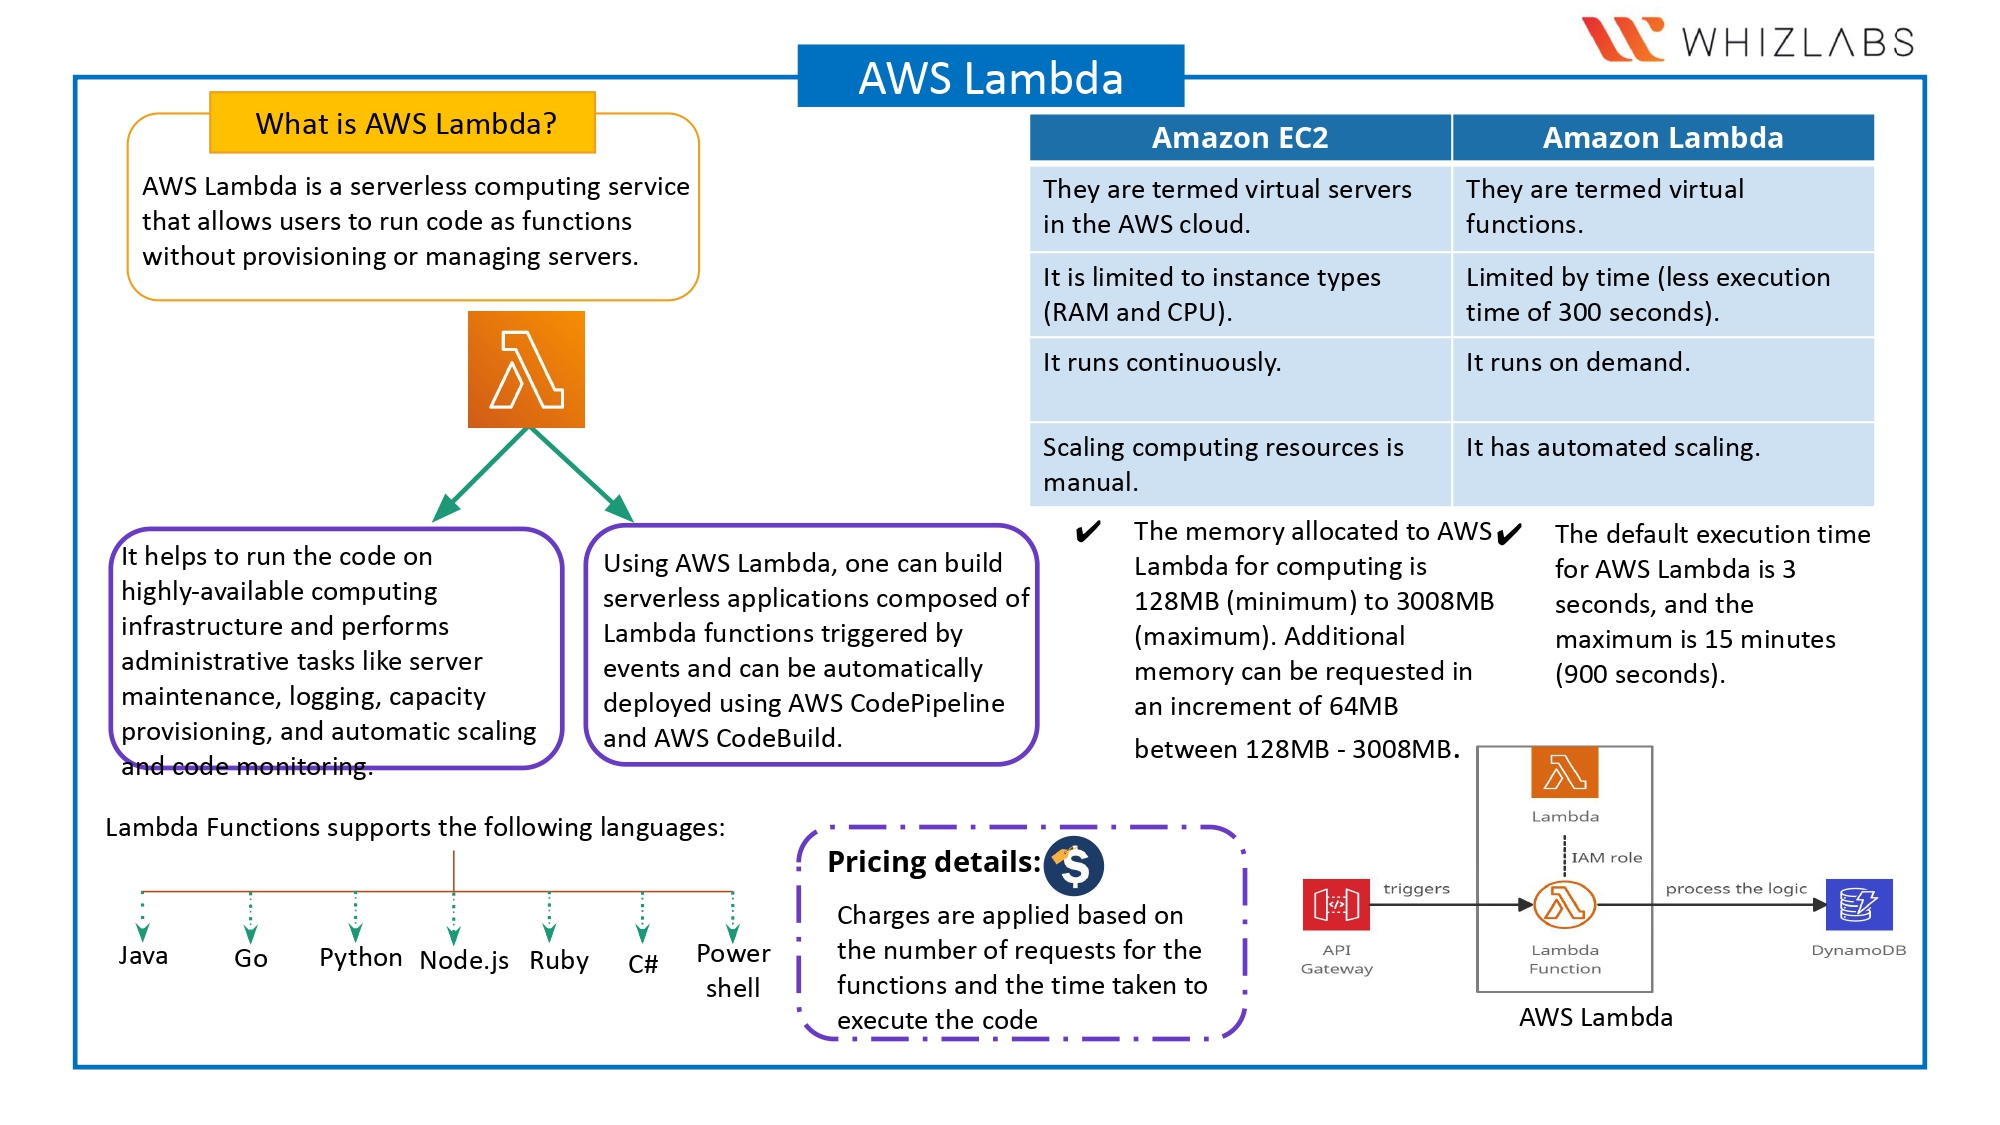 WHIZLABS
AWS Lambda
What is AWS Lambda?
AWS Lambda is a serverless computing service
that allows users to run code as functions
without provisioning or managing servers.
Amazon EC2
Amazon Lambda
They are termed virtual servers
in the AWS cloud.
They are termed virtual
functions.
It is limited to instance types
(RAM and CPU).
Limited by time (less execution
time of 300 seconds).
It runs continuously.
It runs on demand.
Scaling computing resources is
manual.
It has automated scaling.
It helps to run the code on
highly-available computing
infrastructure and performs
administrative tasks like server
maintenance, logging, capacity
provisioning, and automatic scaling
and code monitoring.
Using AWS Lambda, one can build
serverless applications composed of
Lambda functions triggered by
events and can be automatically
deployed using AWS CodePipeline
and AWS CodeBuild.
✔ The memory allocated to AWS
Lambda for computing is
128MB (minimum) to 3008MB
(maximum). Additional
memory can be requested in
an increment of 64MB
between 128MB - 3008MB.
✔ The default execution time
for AWS Lambda is 3
seconds, and the
maximum is 15 minutes
(900 seconds).
Lambda Functions supports the following languages:
Java
Go
Python
Node.js
Ruby
C#
Power
shell
Pricing details:
$
Charges are applied based on
the number of requests for the
functions and the time taken to
execute the code
Lambda
IAM role
triggers
process the logic
</>
API
Gateway
Lambda
Function
DynamoDB
AWS Lambda